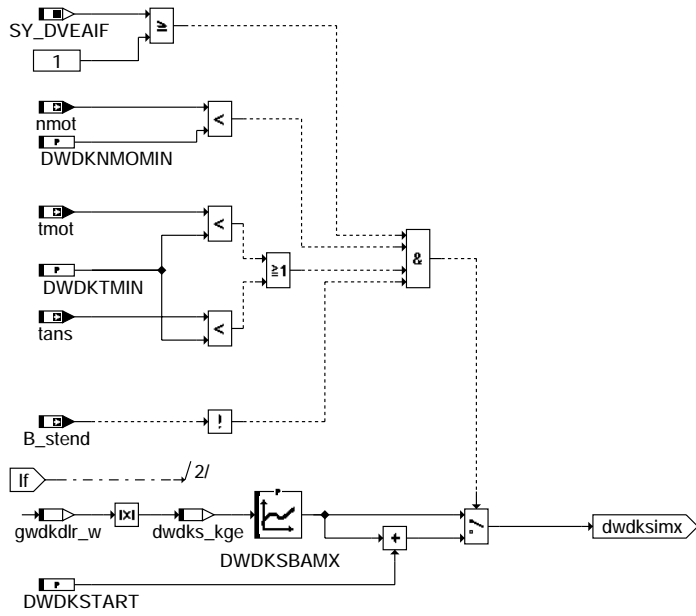 SY_DVEAIF
≥
1
nmot
<
P
DWDKNMOMIN
tmot
<
≥1
&
P
DWDKTMIN
tans
<
B_stend
!
If
/2/
P
gwdkdlr_w
|x|
dwdks_kge
DWDKSBAMX
+
dwdksimx
P
DWDKSTART